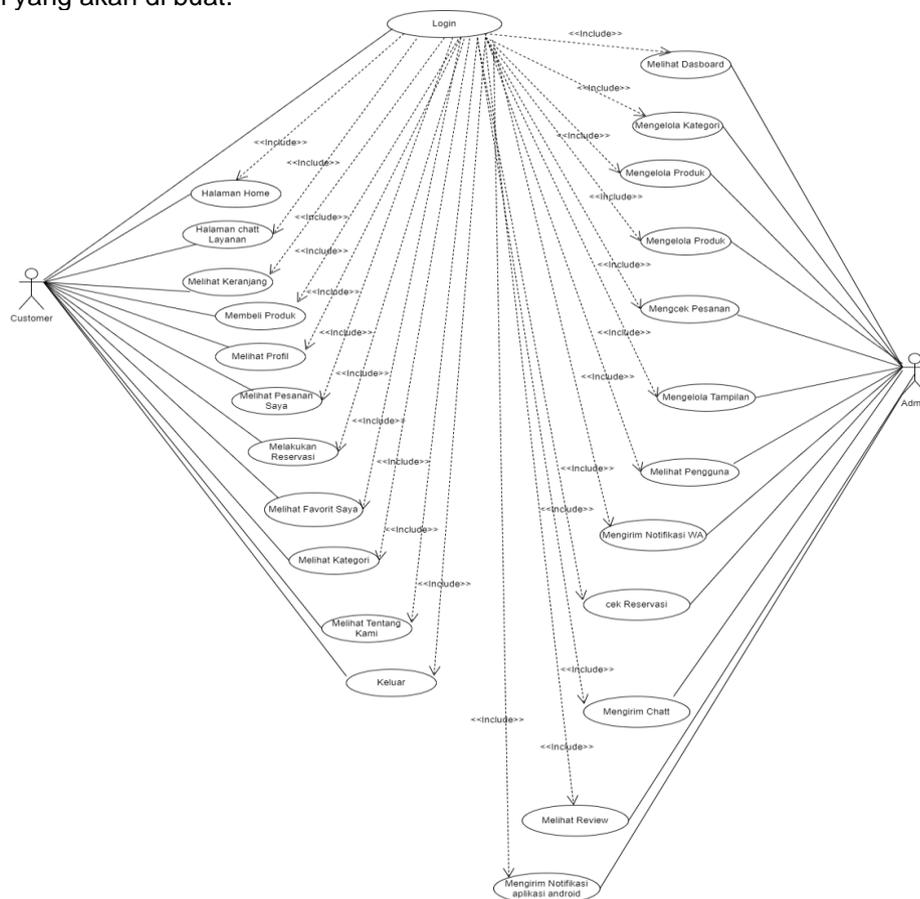 yang akan di buat.
Login
<<Include>>
Melihat Dasboard
<<Include>>
<<Include>>
Mengelola Kategori
<<Include>>
<<Include>>
<<Include>>
Mengelola Produk
Halaman Home
<<Include>>
<<Include>>
Halaman chatt
Layanan
<<Include>>
Mengelola Produk
<<Include>>
<<Include>>
Melihat Keranjang
Customer
<<Include>>
<<Include>>
Membeli Produk
Mengcek Pesanan
<<Include>>
<<Include>>
Melihat Profil
<<Include>>
<<Include>>
Melihat Pesanan
Saya
Mengelola Tampilan
<<Include>>
Melakukan
Reservasi
<<Include>>
<<Include>>
Melihat Pengguna
Melihat Favorit Saya
<<Include>>
<<Include>>
Mengirim Notifikasi WA
Melihat Kategori
<<Include>>
cek Reservasi
Melihat Tentang
Kami
<<Include>>
Keluar
Mengirim Chatt
<<Include>>
<<Include>>
Melihat Review
Mengirim Notifikasi
aplikasi android